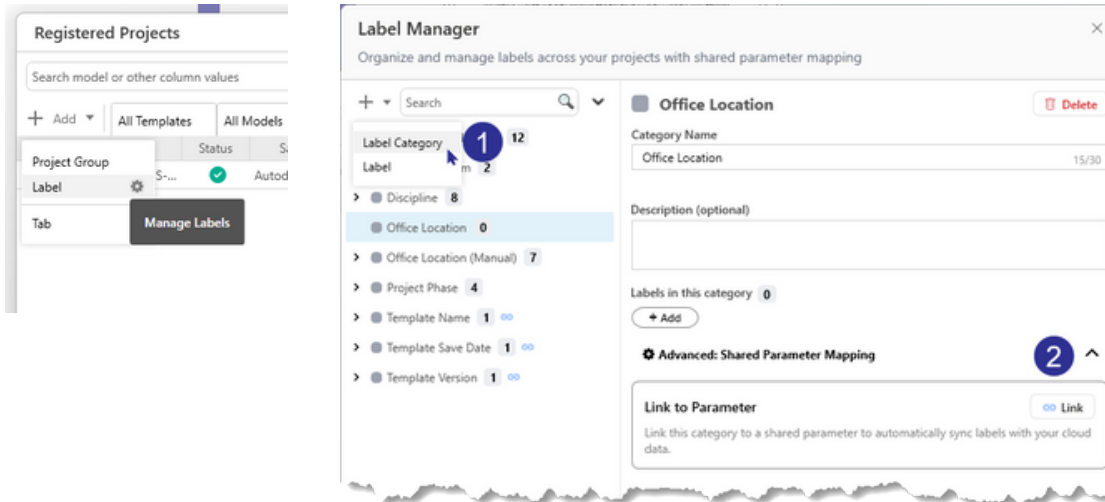 Registered Projects
Search model or other column values
+ Add
All Templates
All Models
Status
Project Group
S-...
Autod
Label
Tab
Manage Labels
Label Manager
Organize and manage labels across your projects with shared parameter mapping
Search
Label Category
1
12
Label
m 2
Discipline 8
Office Location 0
Office Location (Manual) 7
Project Phase 4
Template Name 1
Template Save Date 1
Template Version 1
Office Location
Delete
Category Name
Office Location
15/30
Description (optional)
Labels in this category 0
+ Add
Advanced: Shared Parameter Mapping
2
Link to Parameter
Link
Link this category to a shared parameter to automatically sync labels with your cloud
data.